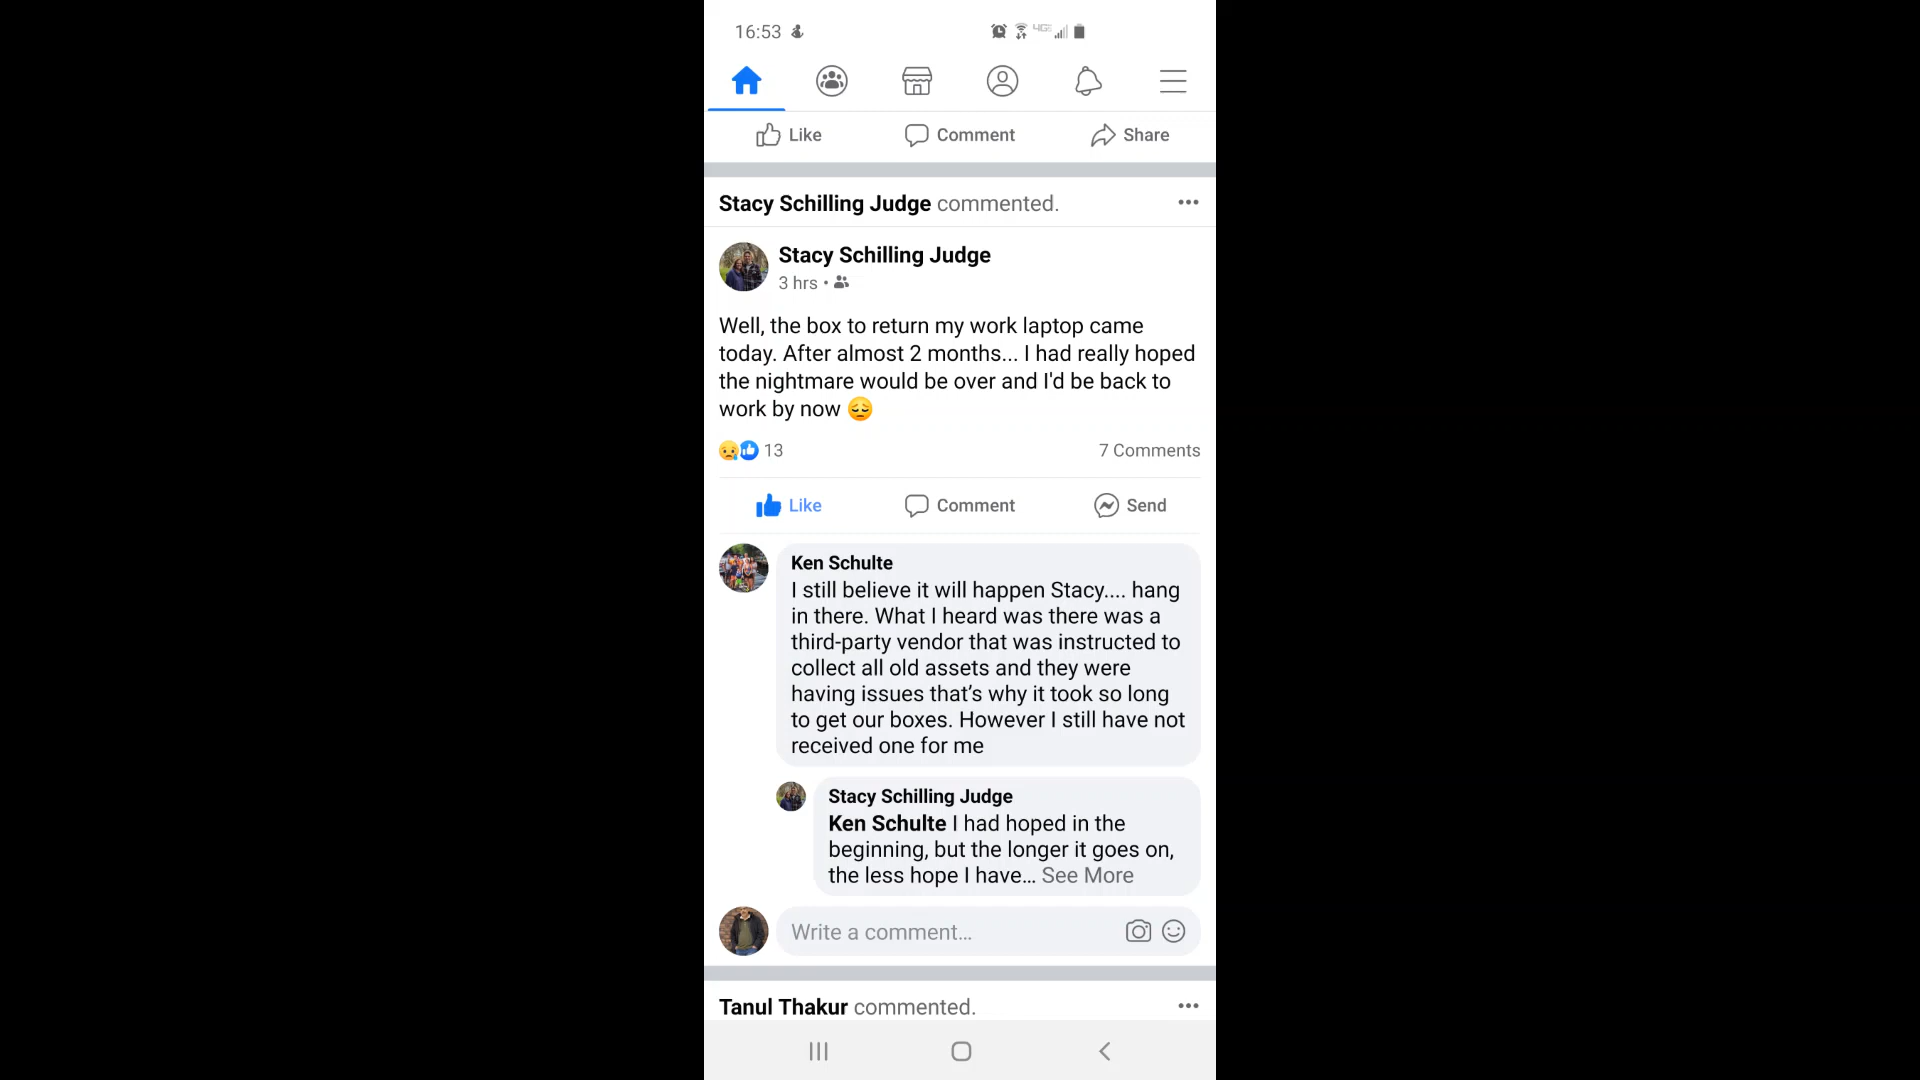 16:53
4GE
Like Comment Share
Stacy Schilling Judge commented.
Stacy Schilling Judge
3 hrs •
Well, the box to return my work laptop came
today. After almost 2 months... I had really hoped
the nightmare would be over and I'd be back to
work by now 😔
13 7 Comments
Like Comment Send
Ken Schulte
I still believe it will happen Stacy.... hang
in there. What I heard was there was a
third-party vendor that was instructed to
collect all old assets and they were
having issues that’s why it took so long
to get our boxes. However I still have not
received one for me
Stacy Schilling Judge
Ken Schulte I had hoped in the
beginning, but the longer it goes on,
the less hope I have... See More
Write a comment...
Tanul Thakur commented.